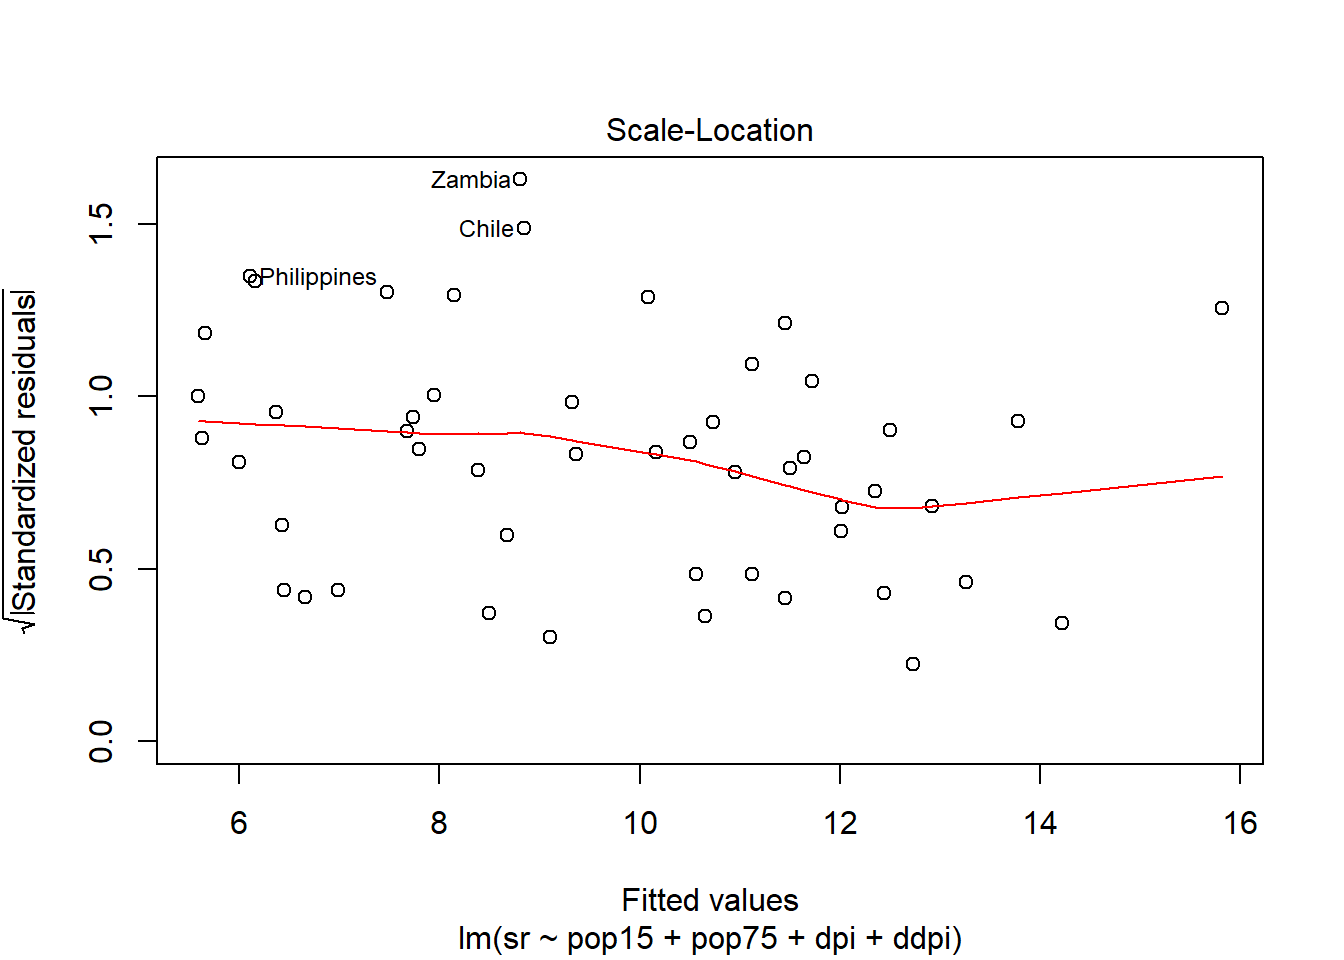 Scale-Location
Zambia
Chile
Philippines
√|Standardized residuals|
1.5
1.0
0.5
0.0
6 8 10 12 14 16
Fitted values
lm(sr ~ pop15 + pop75 + dpi + ddpi)